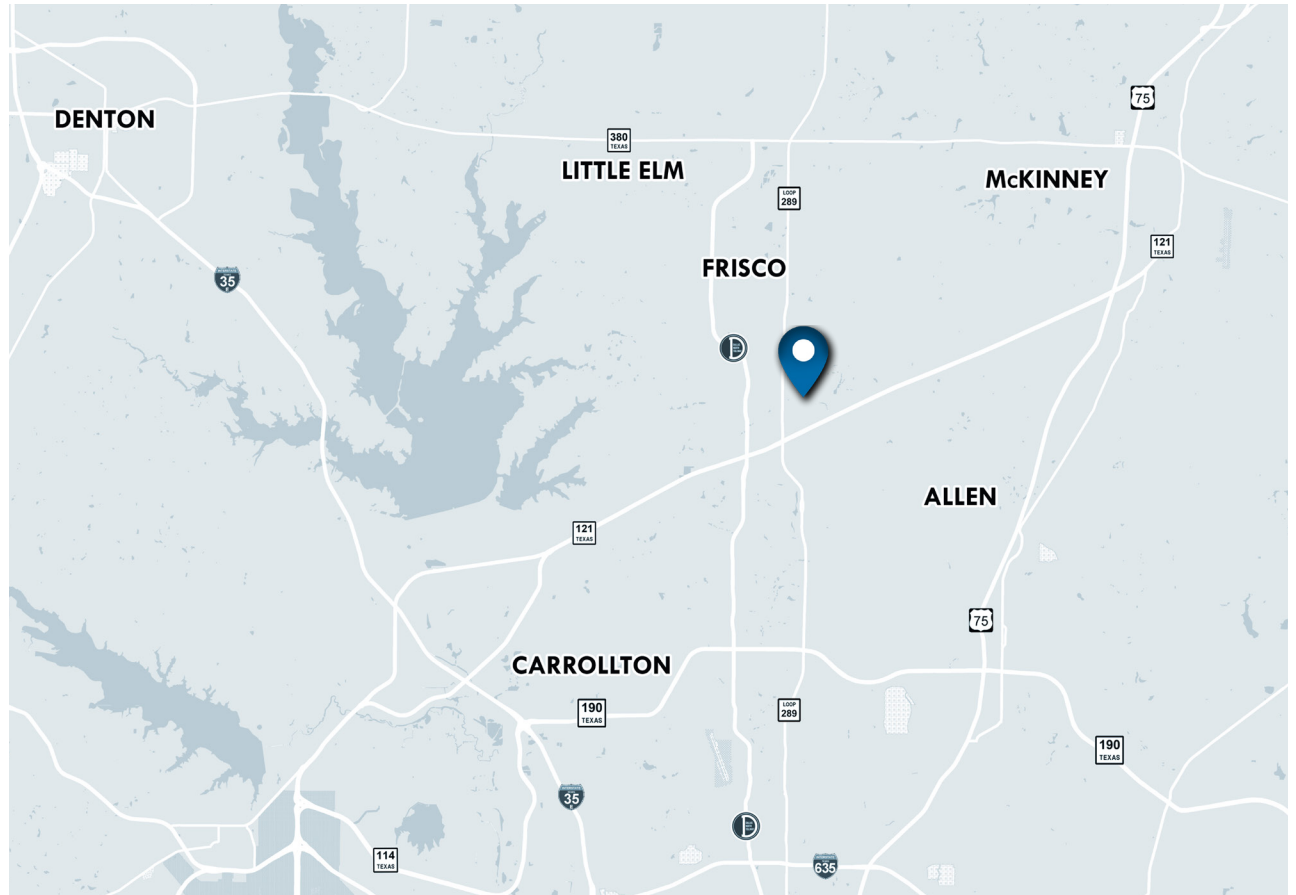 75
DENTON
380
TEXAS
LITTLE ELM
McKINNEY
LOOP
289
121
TEXAS
FRISCO
35
E
D
ALLEN
121
TEXAS
75
CARROLLTON
190
TEXAS
LOOP
289
190
TEXAS
35
E
D
114
TEXAS
635